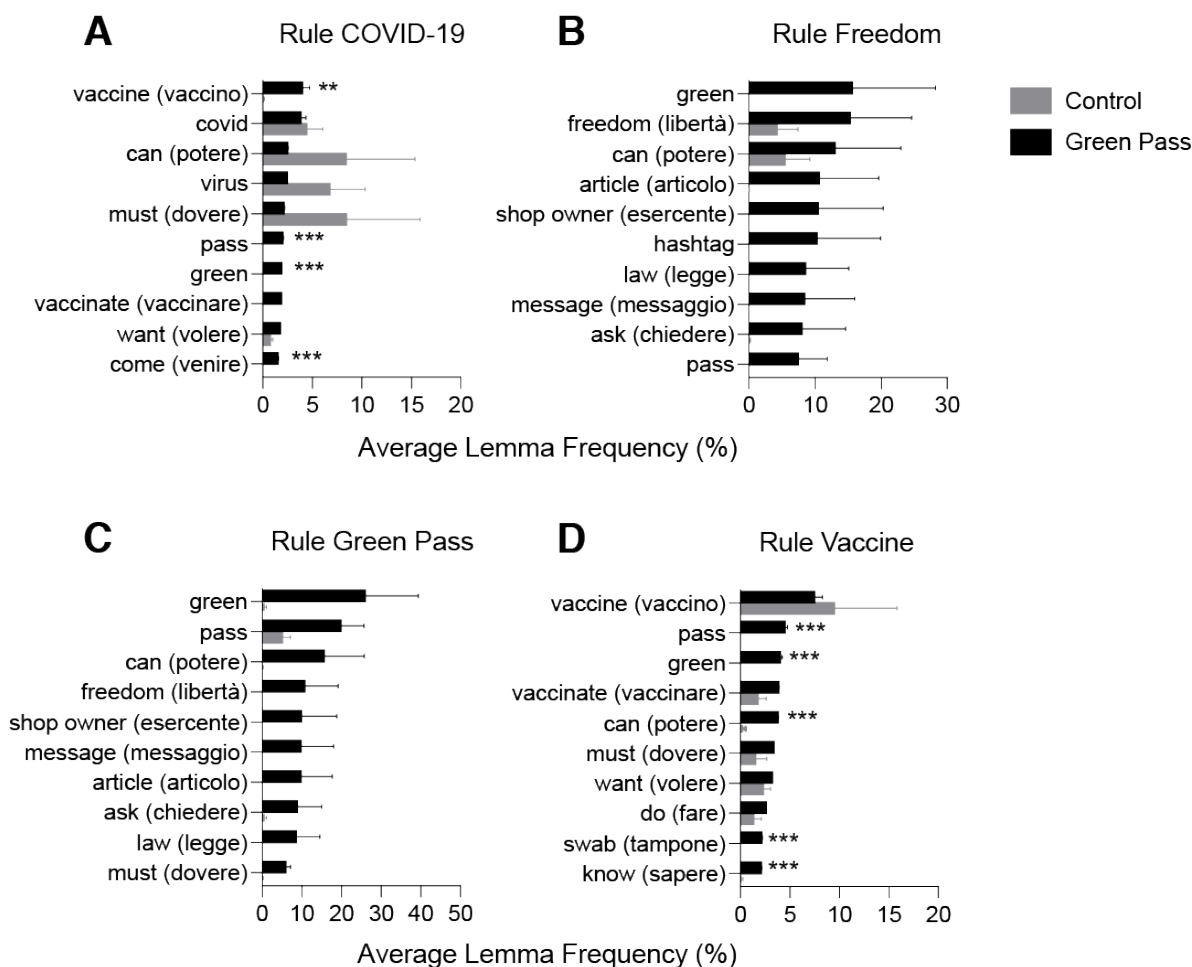 A
Rule COVID-19
vaccine (vaccino)
**
covid
can (potere)
virus
must (dovere)
pass
***
green
***
vaccinate (vaccinare)
want (volere)
come (venire)
***
0 5 10 15 20
B
Rule Freedom
green
freedom (libertà)
can (potere)
article (articolo)
shop owner (esercente)
hashtag
law (legge)
message (messaggio)
ask (chiedere)
pass
0 10 20 30
Control
Green Pass
Average Lemma Frequency (%)
C
Rule Green Pass
green
pass
can (potere)
freedom (libertà)
shop owner (esercente)
message (messaggio)
article (articolo)
ask (chiedere)
law (legge)
must (dovere)
0 10 20 30 40 50
D
Rule Vaccine
vaccine (vaccino)
pass
***
green
***
vaccinate (vaccinare)
can (potere)
***
must (dovere)
want (volere)
do (fare)
swab (tampone)
***
know (sapere)
***
0 5 10 15 20
Average Lemma Frequency (%)